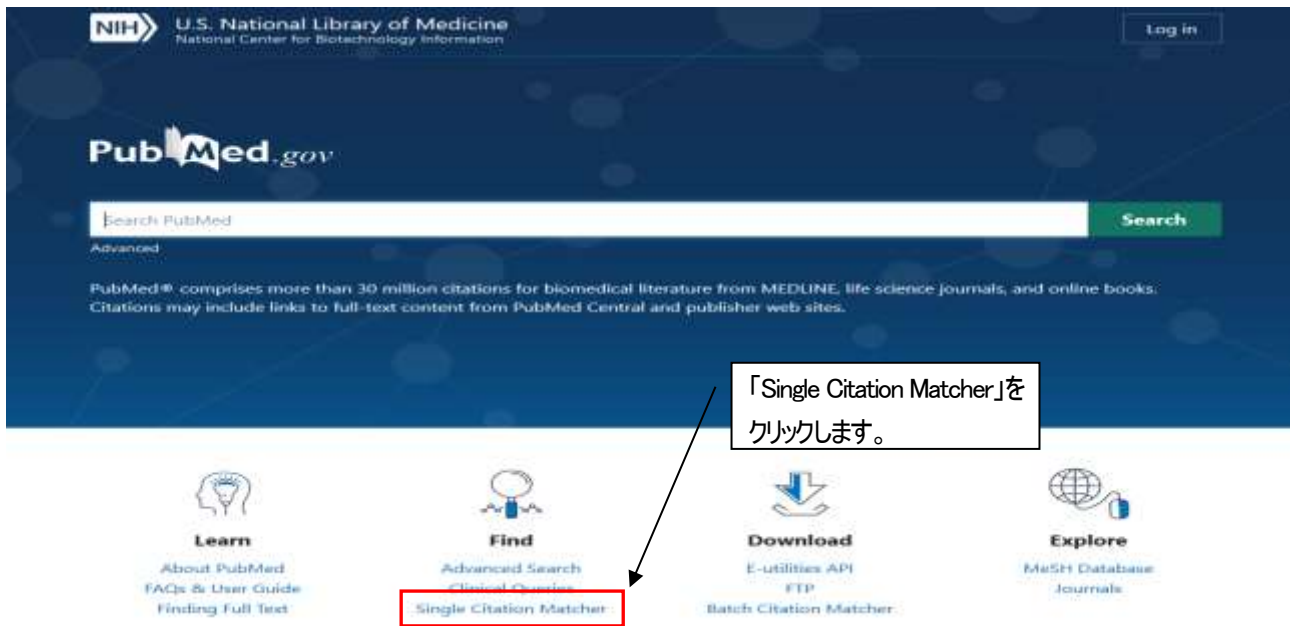 NIH U.S. National Library of Medicine
National Center for Biotechnology Information
Log in
PubMed.gov
Search PubMed
Search
Advanced
PubMed® comprises more than 30 million citations for biomedical literature from MEDLINE, life science journals, and online books.
Citations may include links to full-text content from PubMed Central and publisher web sites.
「Single Citation Matcher」を
クリックします。
Learn
About PubMed
FAQs & User Guide
Finding Full Text
Find
Advanced Search
Clinical Queries
Single Citation Matcher
Download
E-utilities API
FTP
Batch Citation Matcher
Explore
MeSH Database
Journals